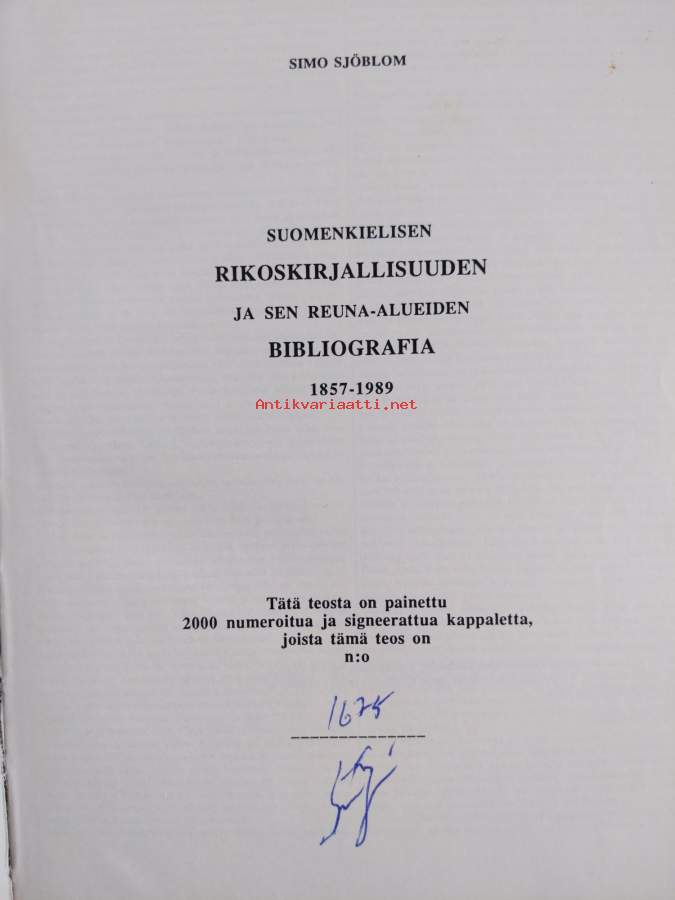 SIMO SJÖBLOM
SUOMENKIELISEN
RIKOSKIRJALLISUUDEN
JA SEN REUNA-ALUEIDEN
BIBLIOGRAFIA
1857-1989
Antikvariaatti.net
Tätä teosta on painettu
2000 numeroitua ja signeerattua kappaletta,
joista tämä teos on
n:o
1675